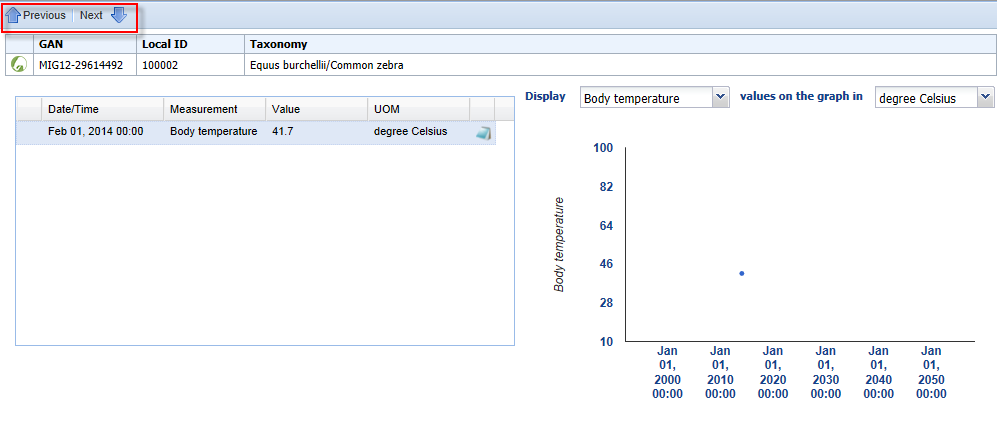 Previous Next
GAN Local ID Taxonomy
MIG12-29614492 100002 Equus burchellii/Common zebra
Display Body temperature values on the graph in degree Celsius
Date/Time Measurement Value UOM
Feb 01, 2014 00:00 Body temperature 41.7 degree Celsius
Body temperature
100
82
64
46
28
10
Jan 01, 2000 00:00
Jan 01, 2010 00:00
Jan 01, 2020 00:00
Jan 01, 2030 00:00
Jan 01, 2040 00:00
Jan 01, 2050 00:00